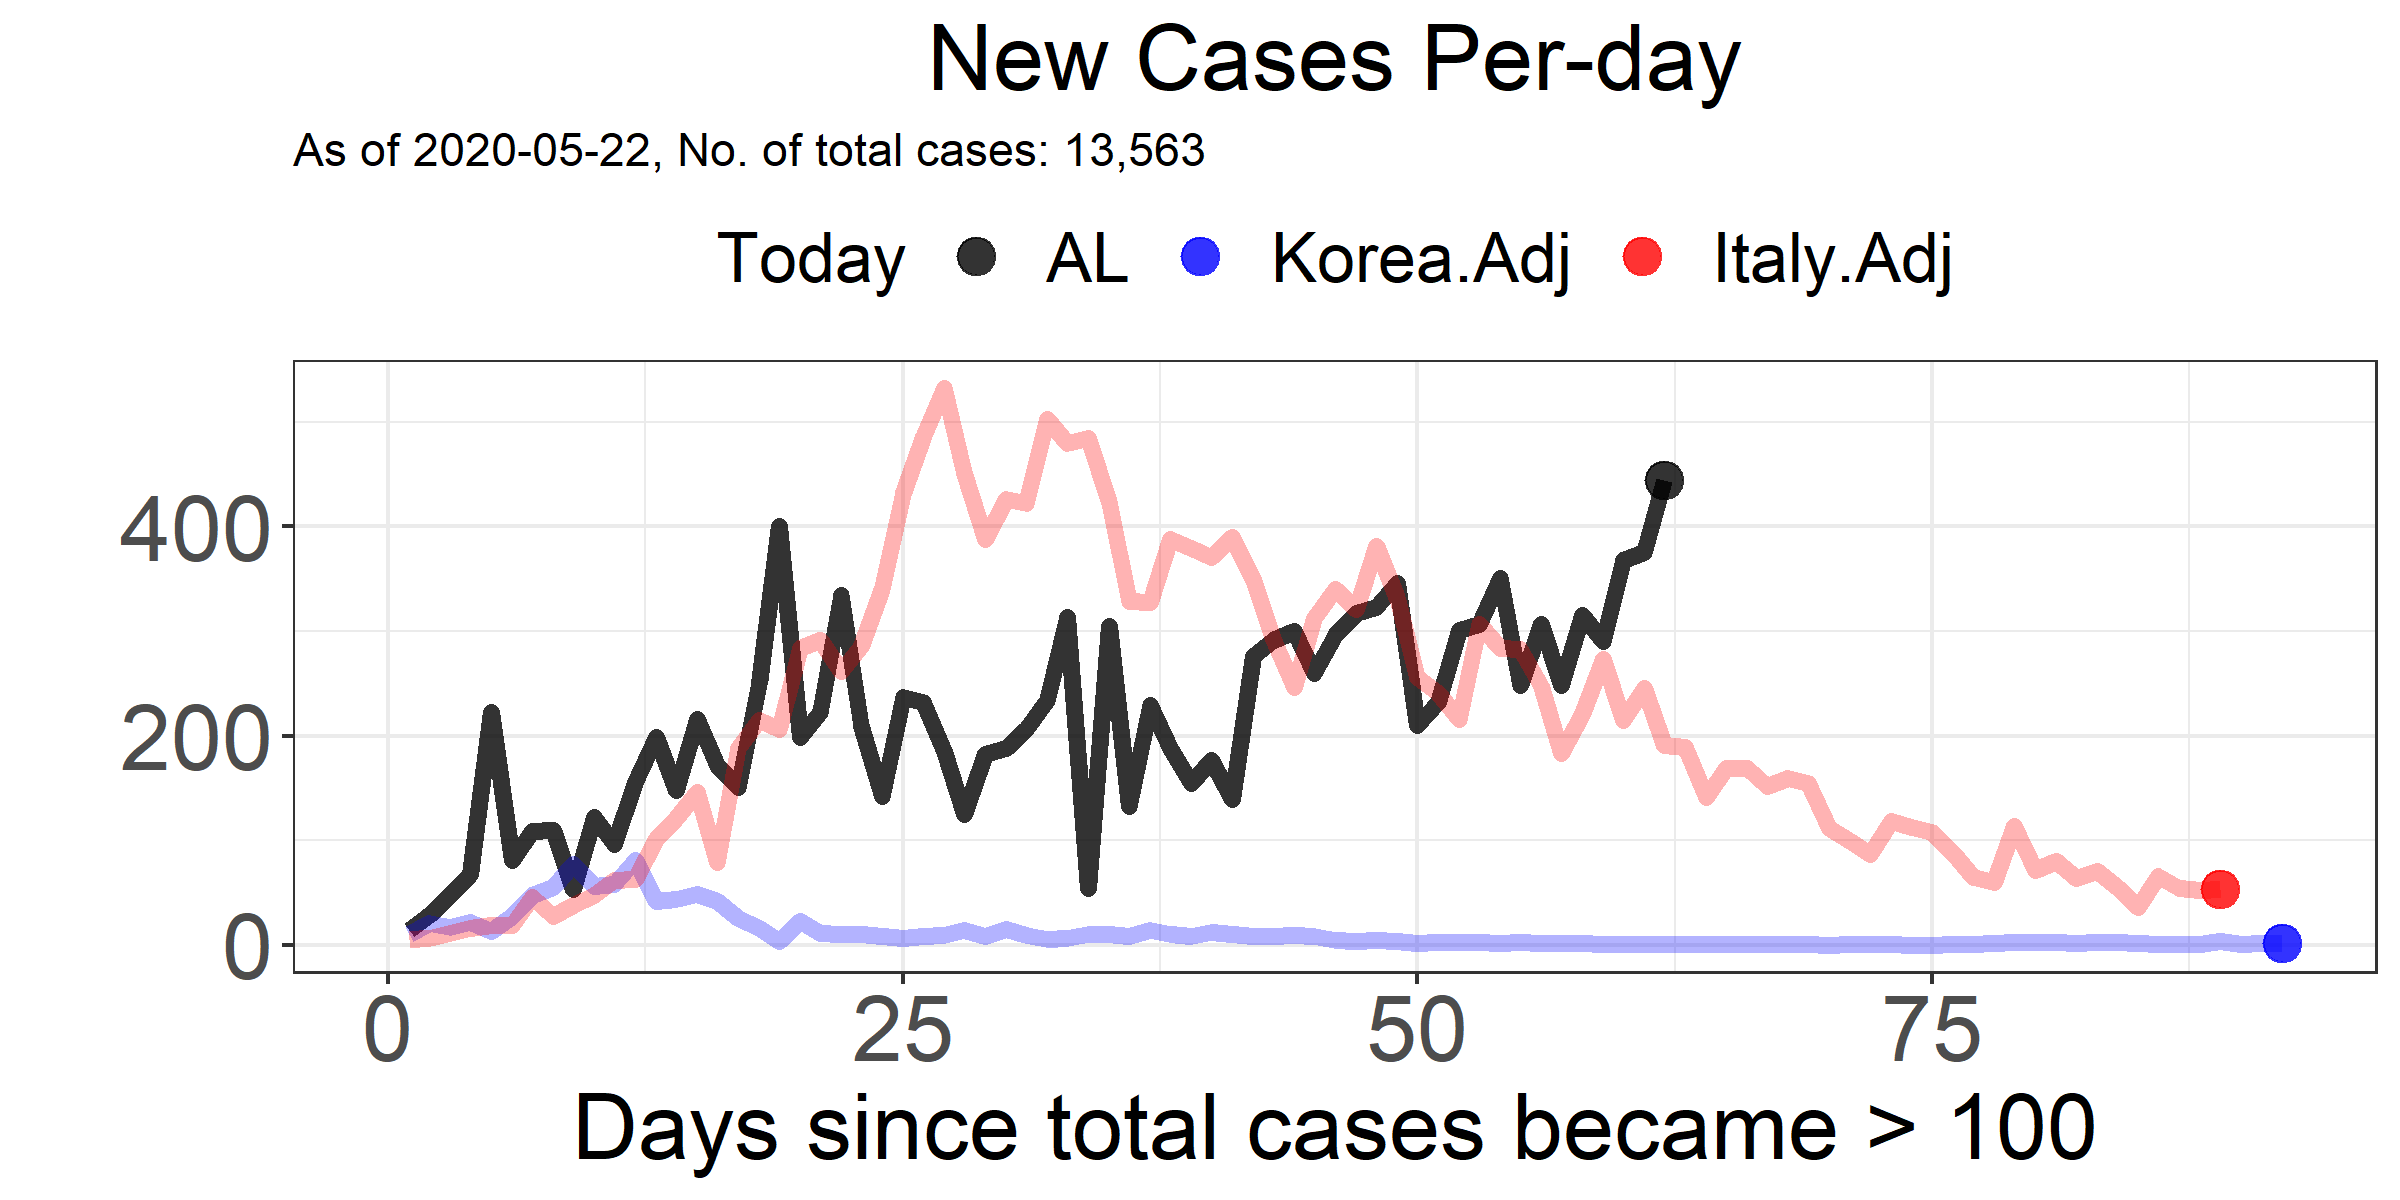 New Cases Per-day
As of 2020-05-22, No. of total cases: 13,563
Today AL Korea.Adj Italy.Adj
400
200
0
0 25 50 75
Days since total cases became > 100